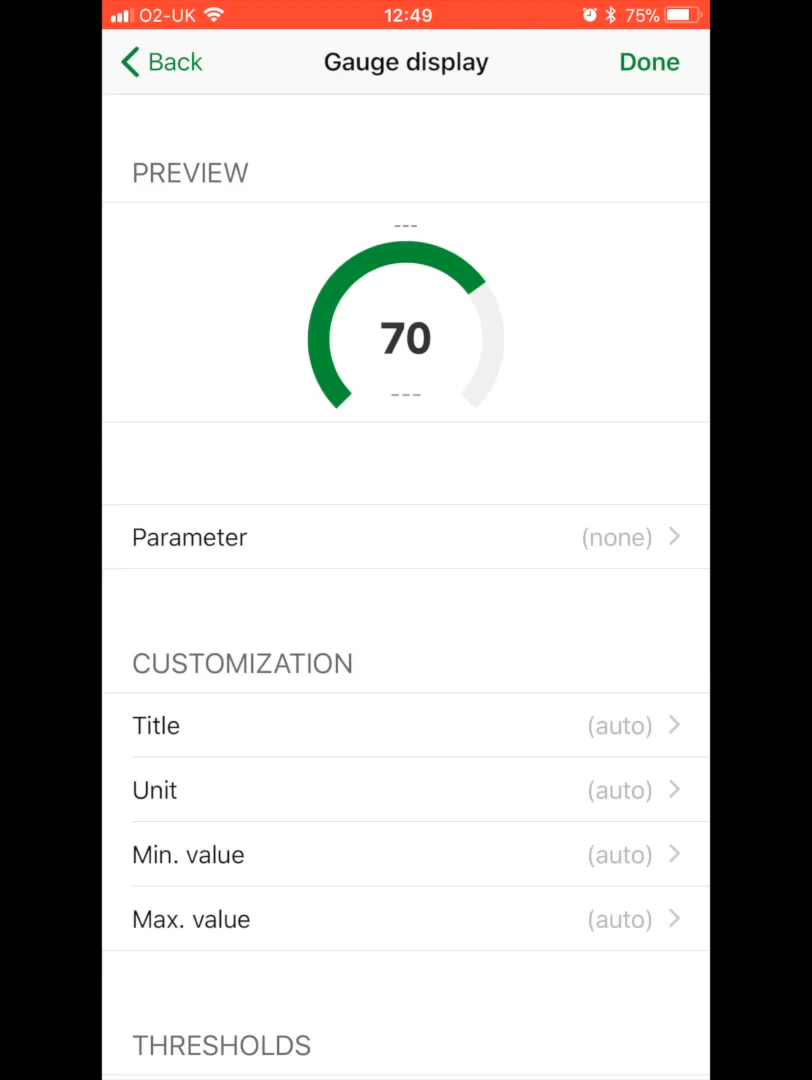 O2-UK 12:49 75%
Back Gauge display Done
PREVIEW
---
70
---
Parameter (none)
CUSTOMIZATION
Title (auto)
Unit (auto)
Min. value (auto)
Max. value (auto)
THRESHOLDS